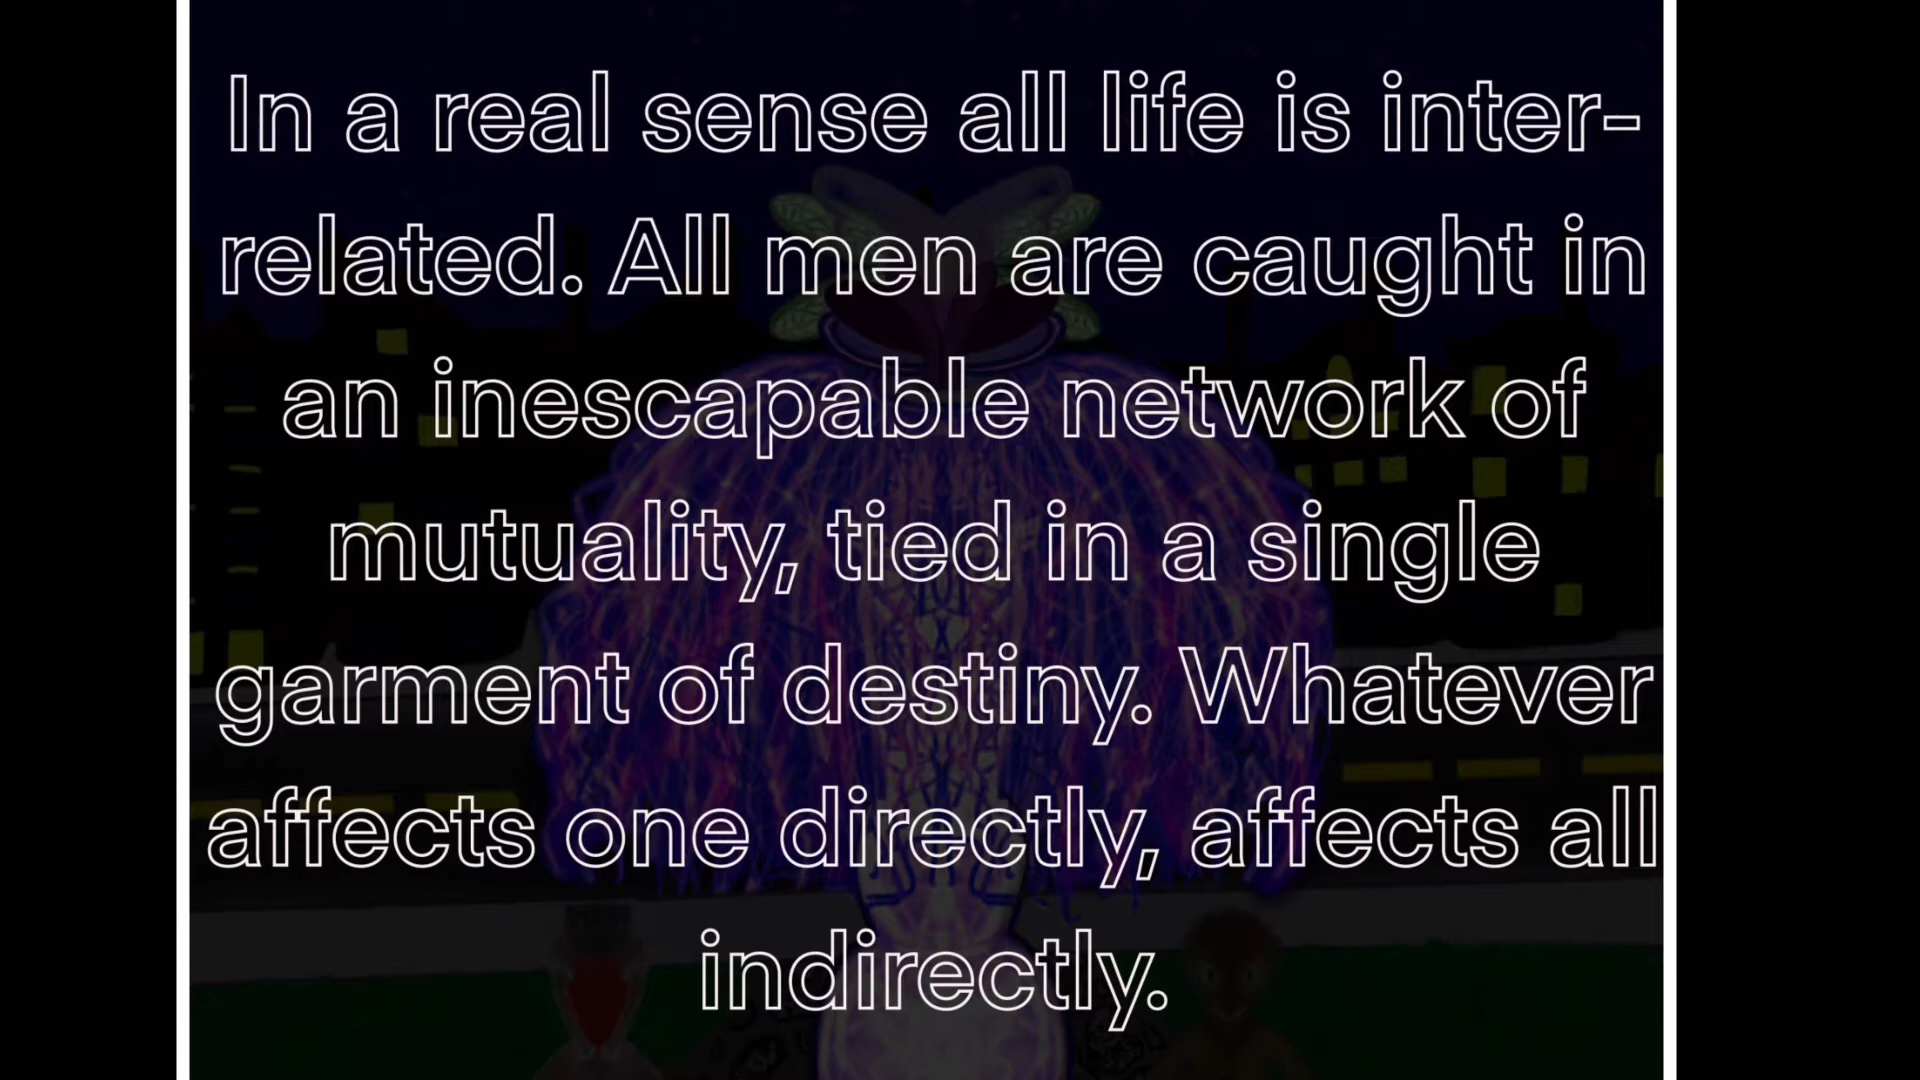 In a real sense all life is inter-
related. All men are caught in
an inescapable network of
mutuality, tied in a single
garment of destiny. Whatever
affects one directly, affects all
indirectly.